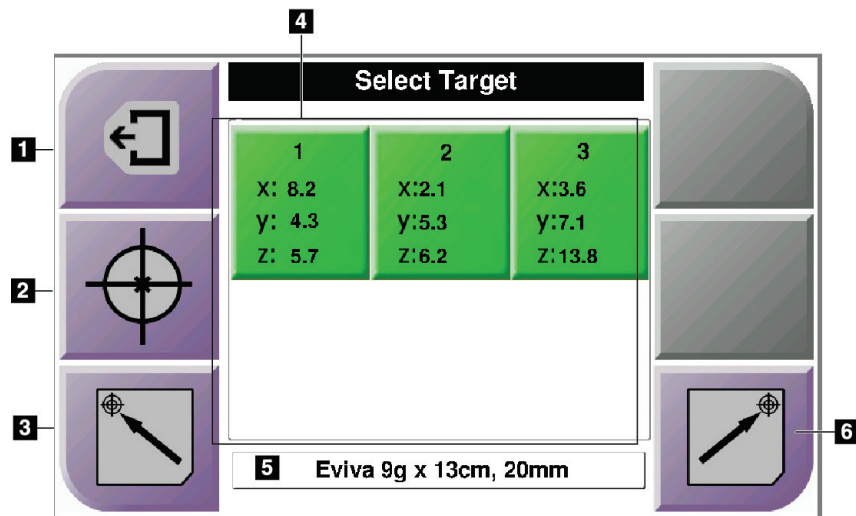 4
Select Target
1
2
3
1 2 3
x: 8.2 x:2.1 x:3.6
y: 4.3 y:5.3 y:7.1
z: 5.7 z:6.2 z:13.8
5 Eviva 9g x 13cm, 20mm
6